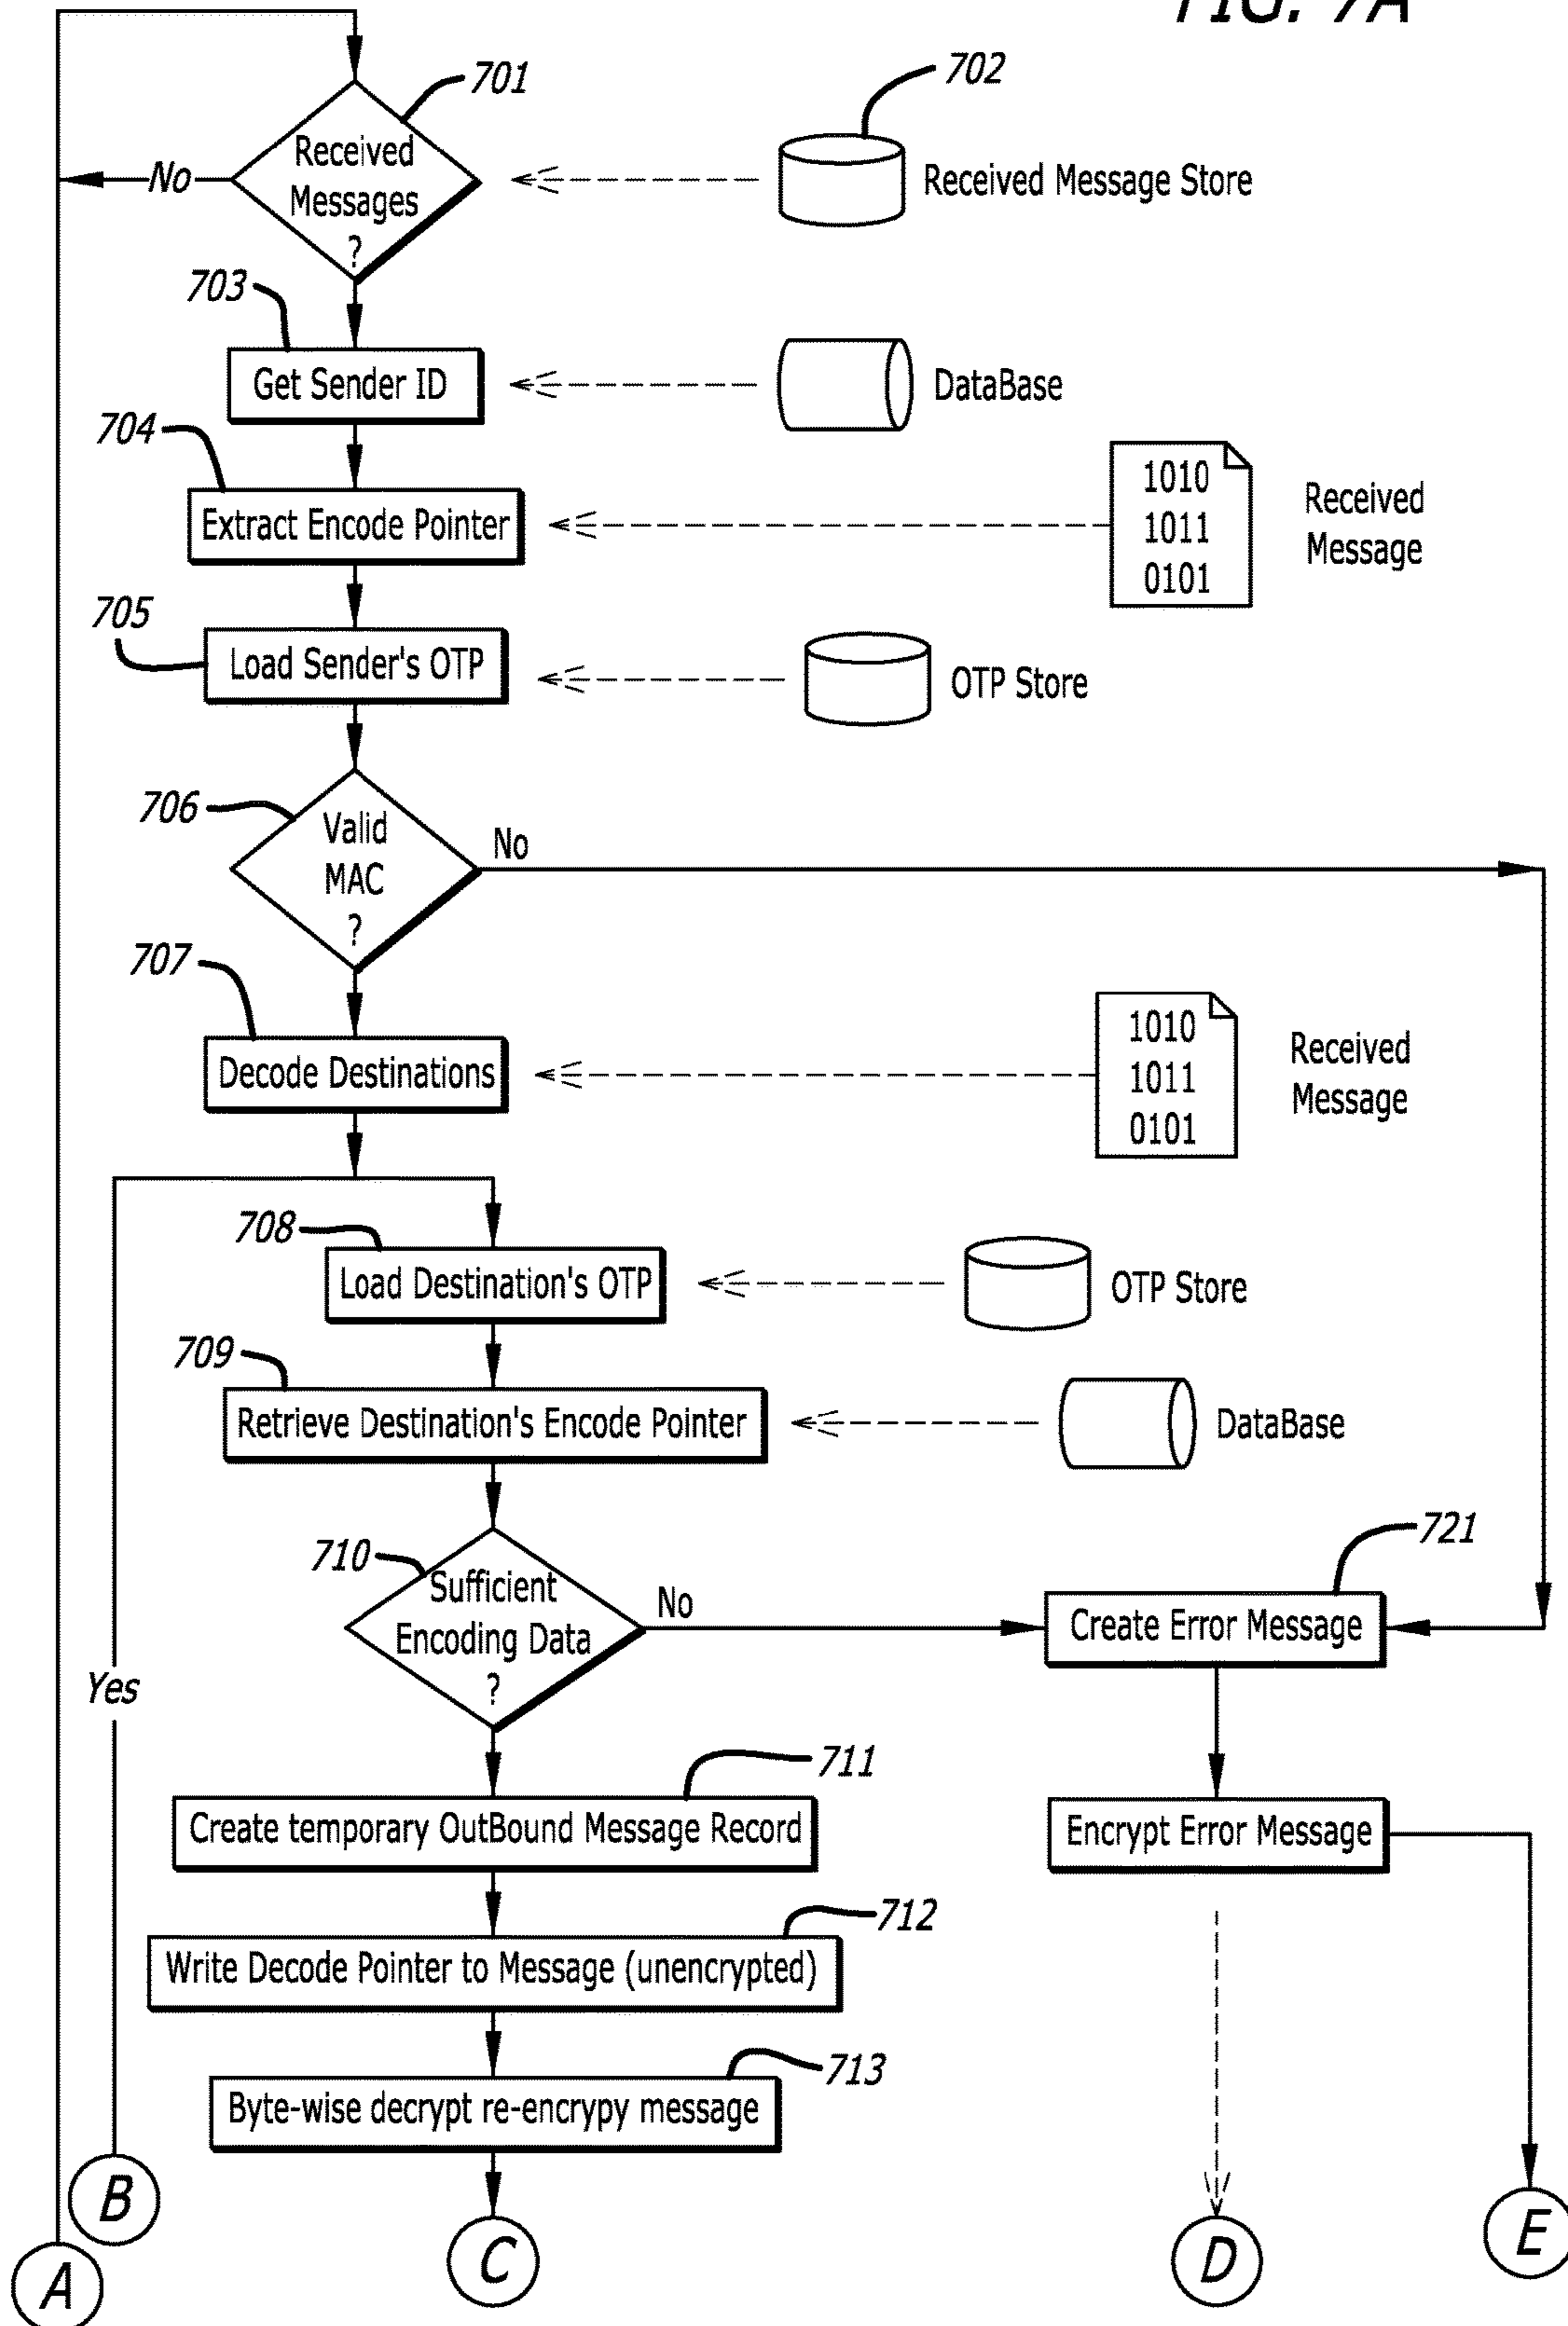 FIG. 7A
701
702
Received
Messages
?
No
Received Message Store
703
Get Sender ID
DataBase
704
Extract Encode Pointer
1010
1011
0101
Received
Message
705
Load Sender's OTP
OTP Store
706
Valid
MAC
?
No
707
Decode Destinations
1010
1011
0101
Received
Message
708
Load Destination's OTP
OTP Store
709
Retrieve Destination's Encode Pointer
DataBase
710
Sufficient
Encoding Data
?
No
721
Create Error Message
Yes
711
Create temporary OutBound Message Record
Encrypt Error Message
712
Write Decode Pointer to Message (unencrypted)
713
Byte-wise decrypt re-encrypy message
B
A
C
D
E